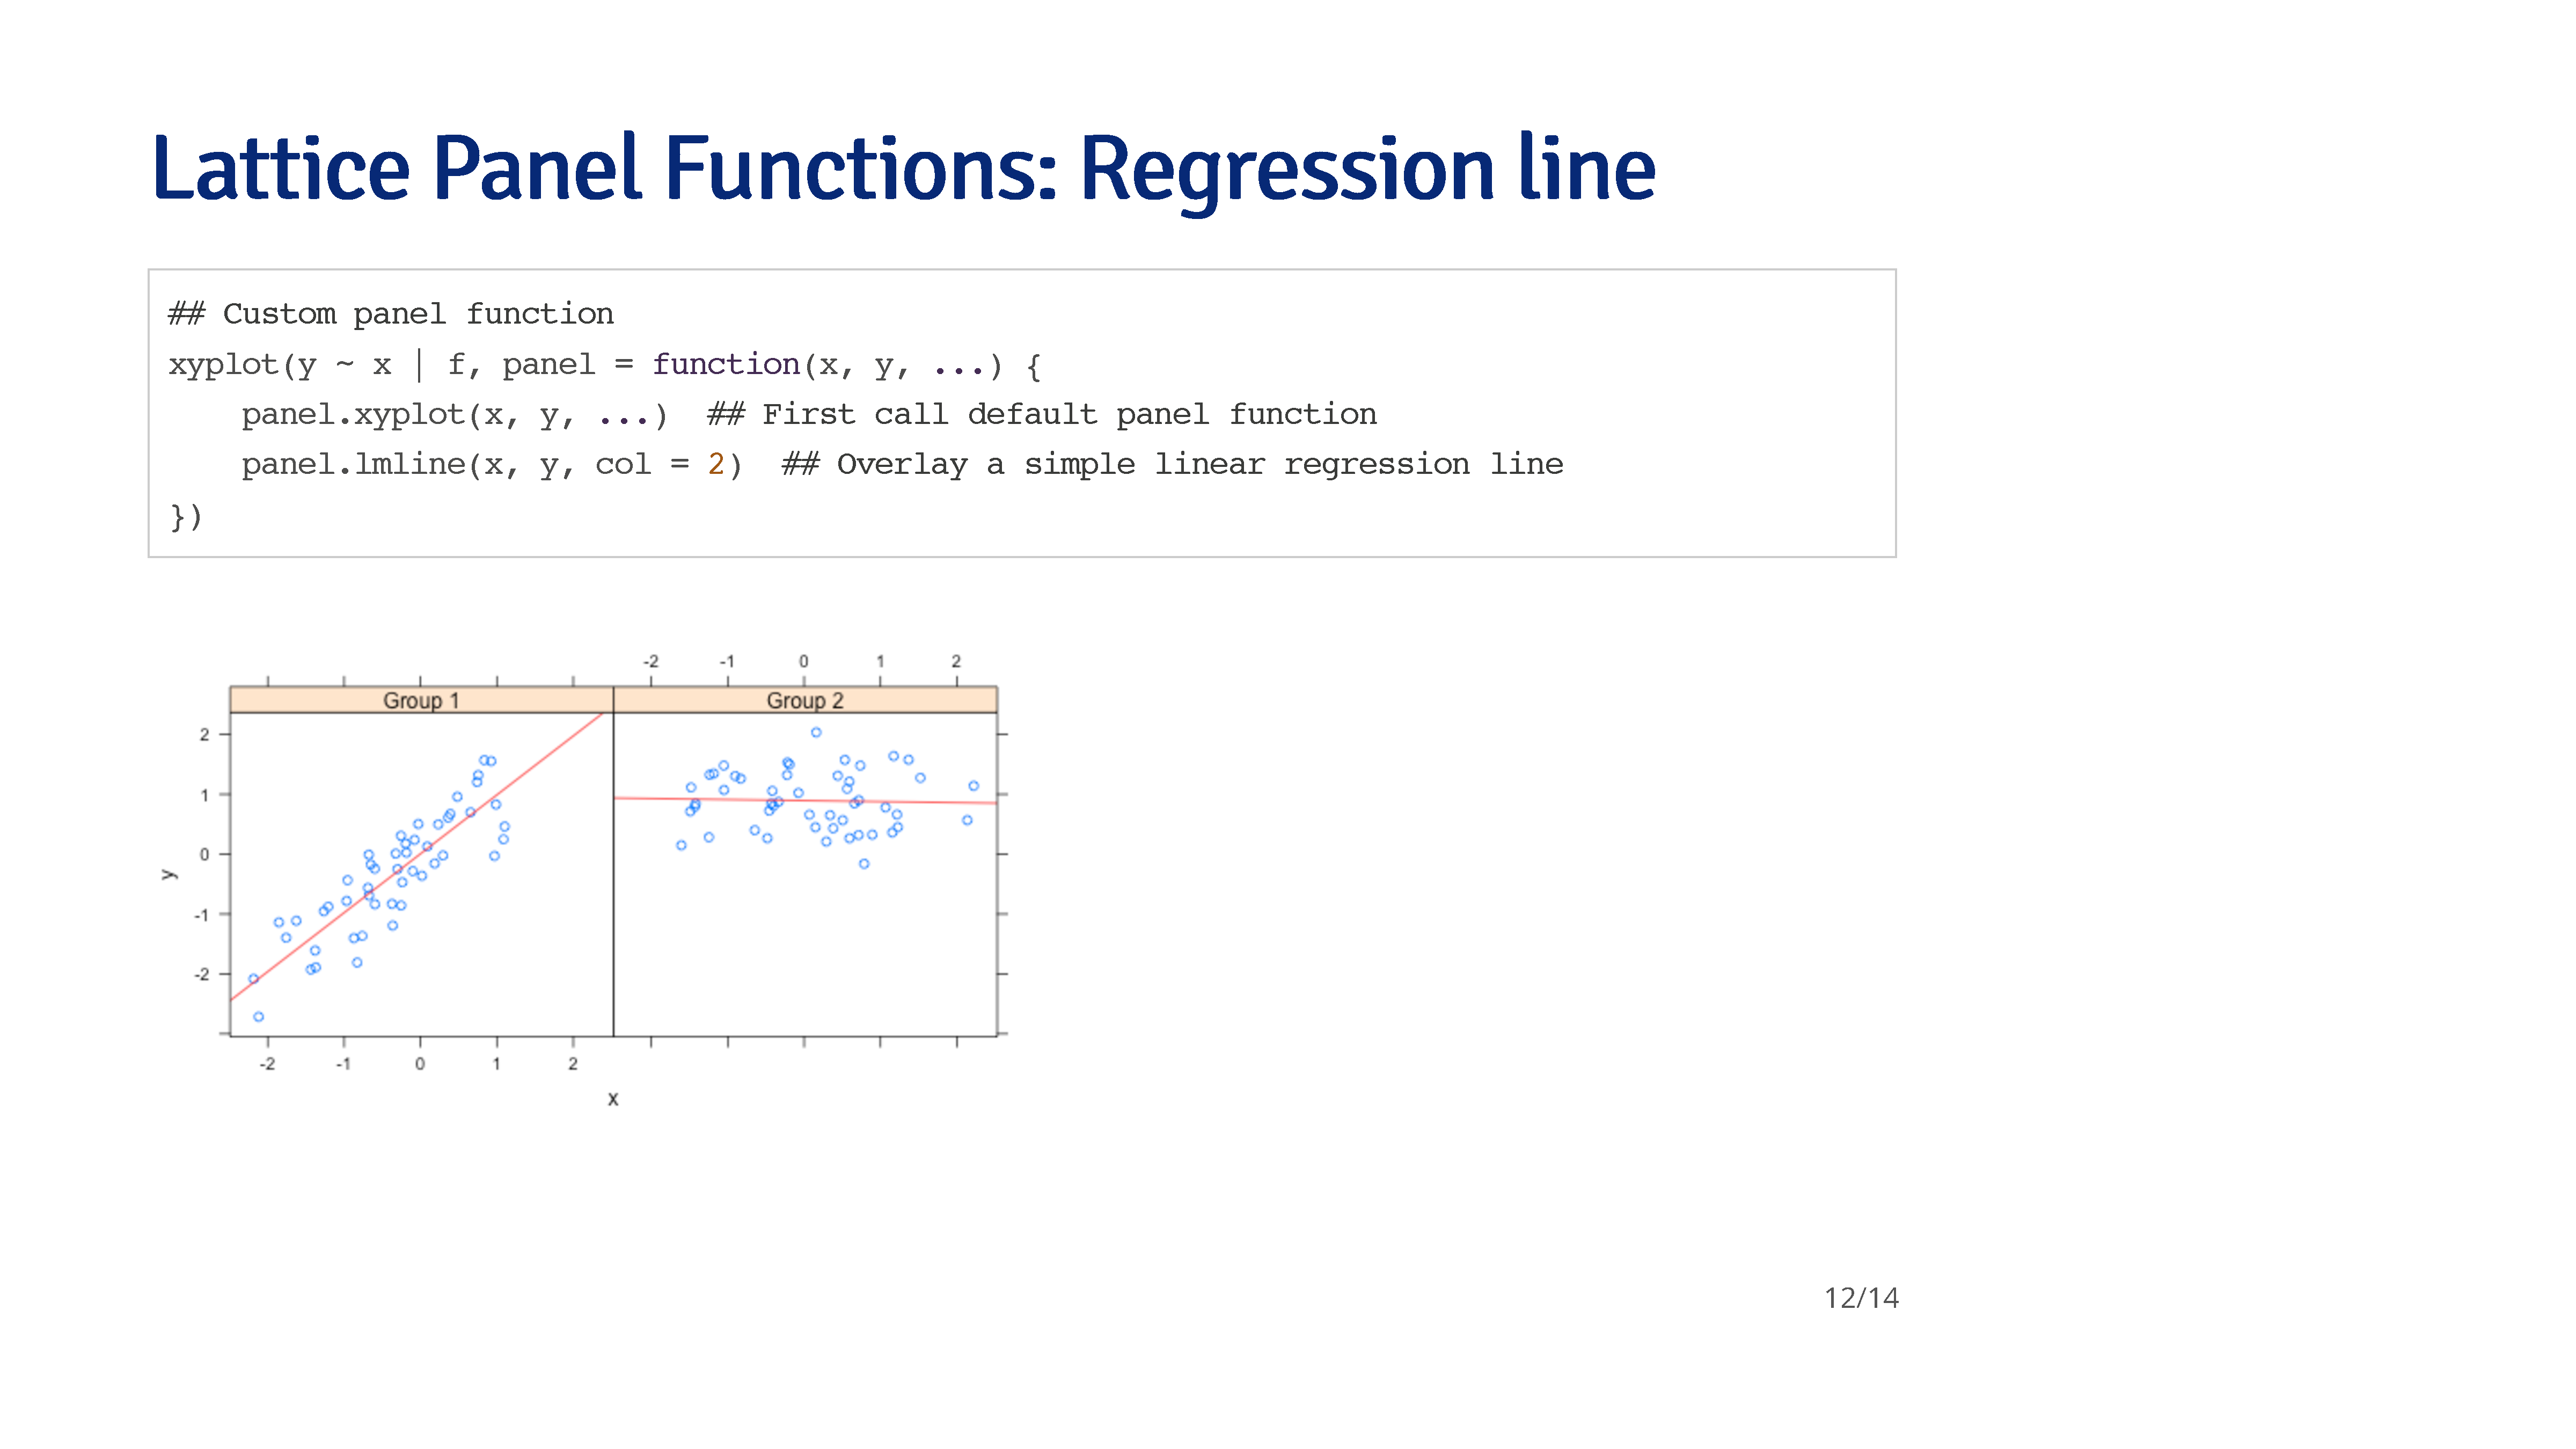 Lattice Panel Functions: Regression line
## Custom panel function
xyplot(y ~ x | f, panel = function(x, y, ...) {
    panel.xyplot(x, y, ...)  ## First call default panel function
    panel.lmline(x, y, col = 2)  ## Overlay a simple linear regression line
})
-2 -1 0 1 2
Group 1 Group 2
2
1
0
-1
-2
y
-2 -1 0 1 2
x
12/14